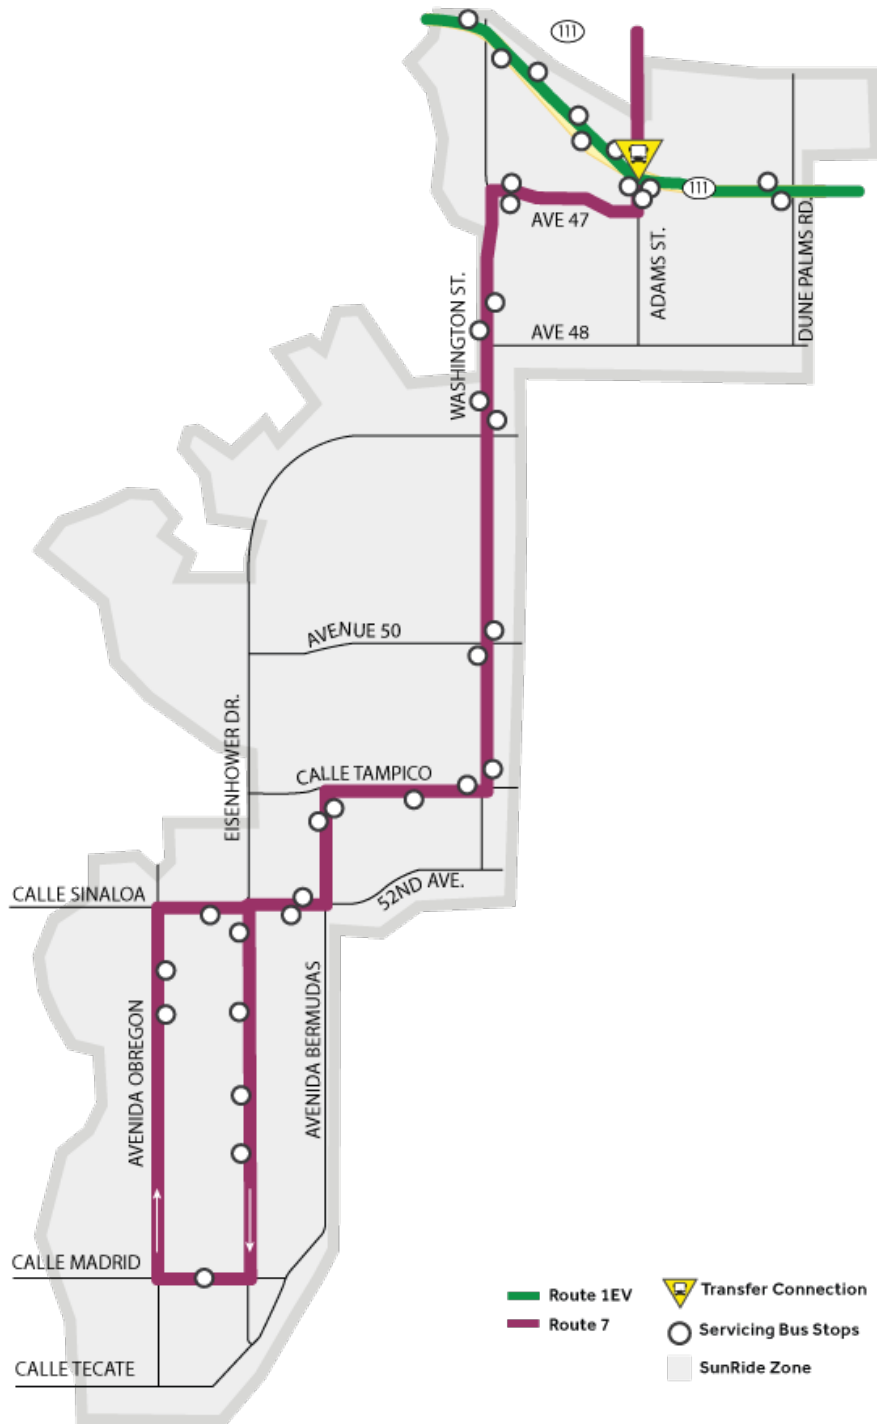 111
111
AVE 47
ADAMS ST.
DUNE PALMS RD.
WASHINGTON ST.
AVE 48
AVENUE 50
EISENHOWER DR.
CALLE TAMPICO
52ND AVE.
CALLE SINALOA
AVENIDA OBREGON
AVENIDA BERMUDAS
CALLE MADRID
CALLE TECATE
Route 1EV
Route 7
Transfer Connection
Servicing Bus Stops
SunRide Zone